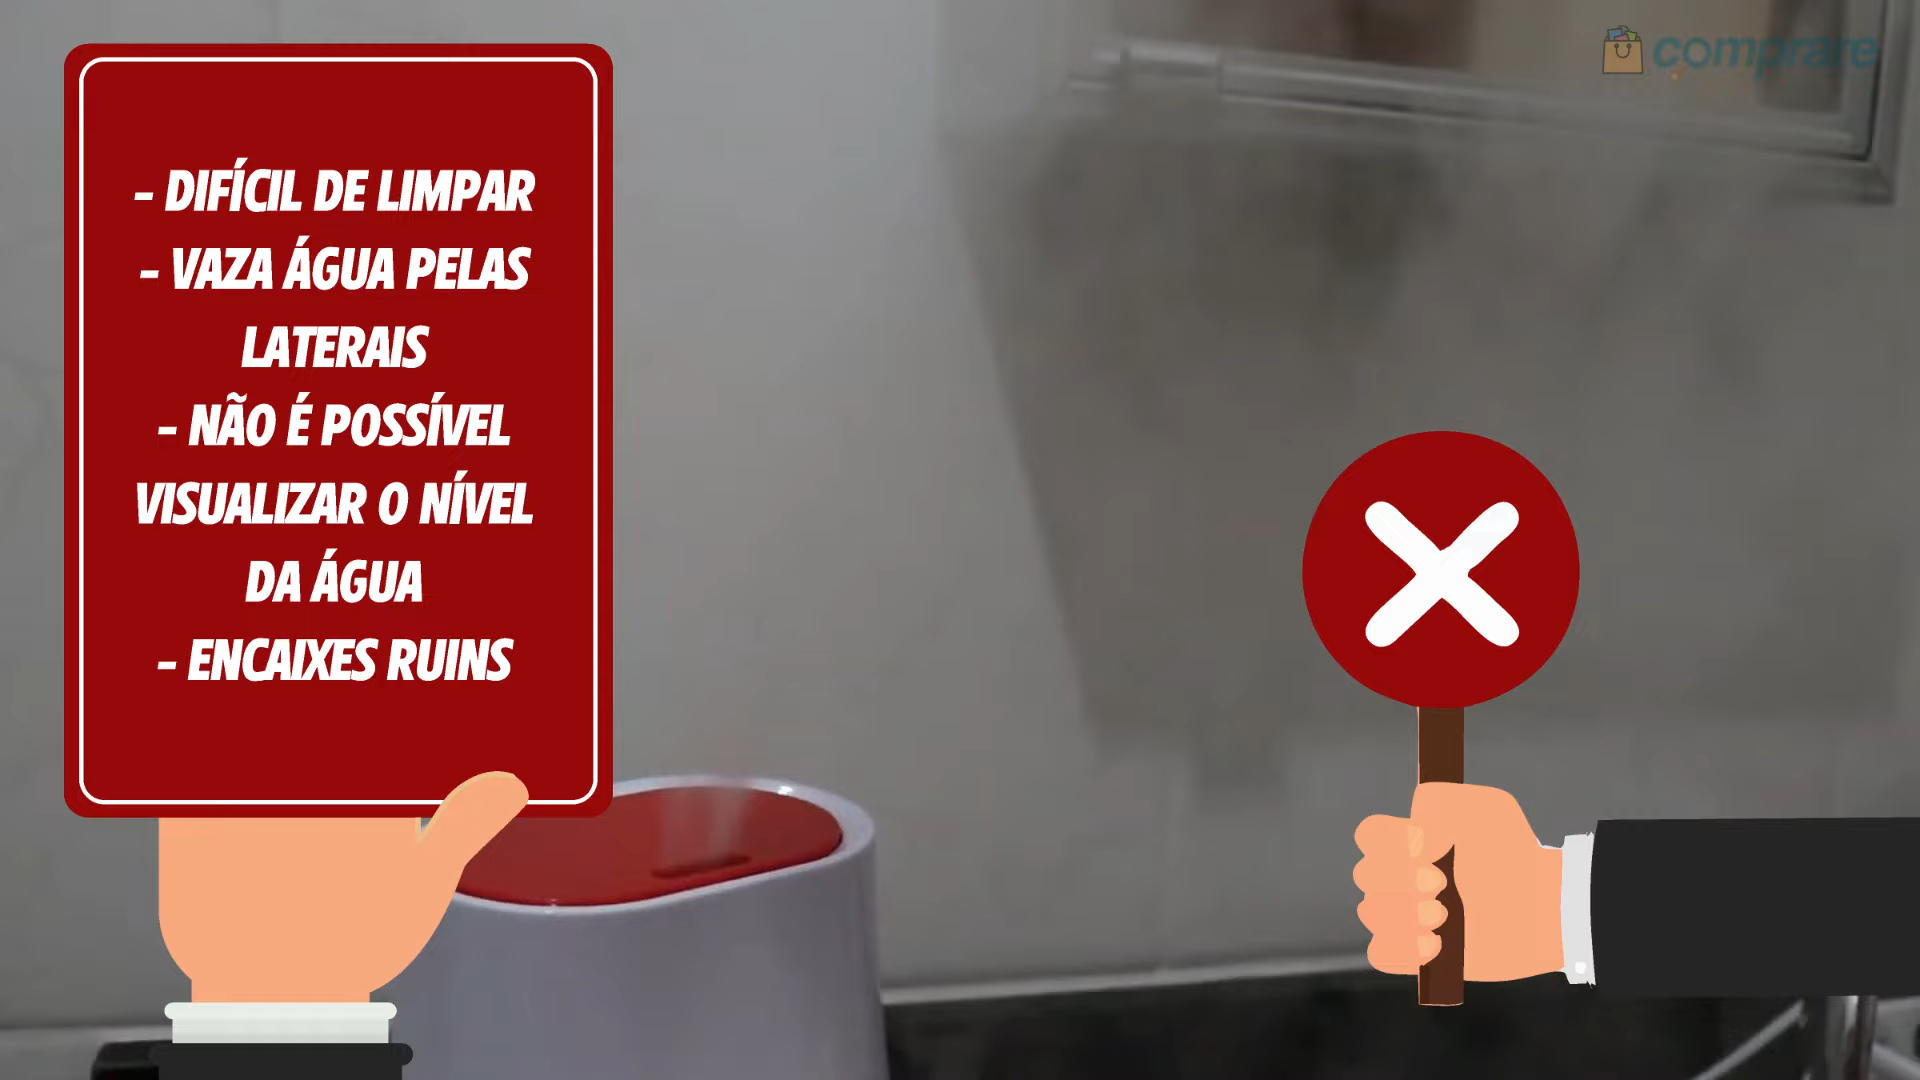 - DIFÍCIL DE LIMPAR
- VAZA ÁGUA PELAS
LATERAIS
- NÃO É POSSÍVEL
VISUALIZAR O NÍVEL
DA ÁGUA
- ENCAIXES RUINS
comprare